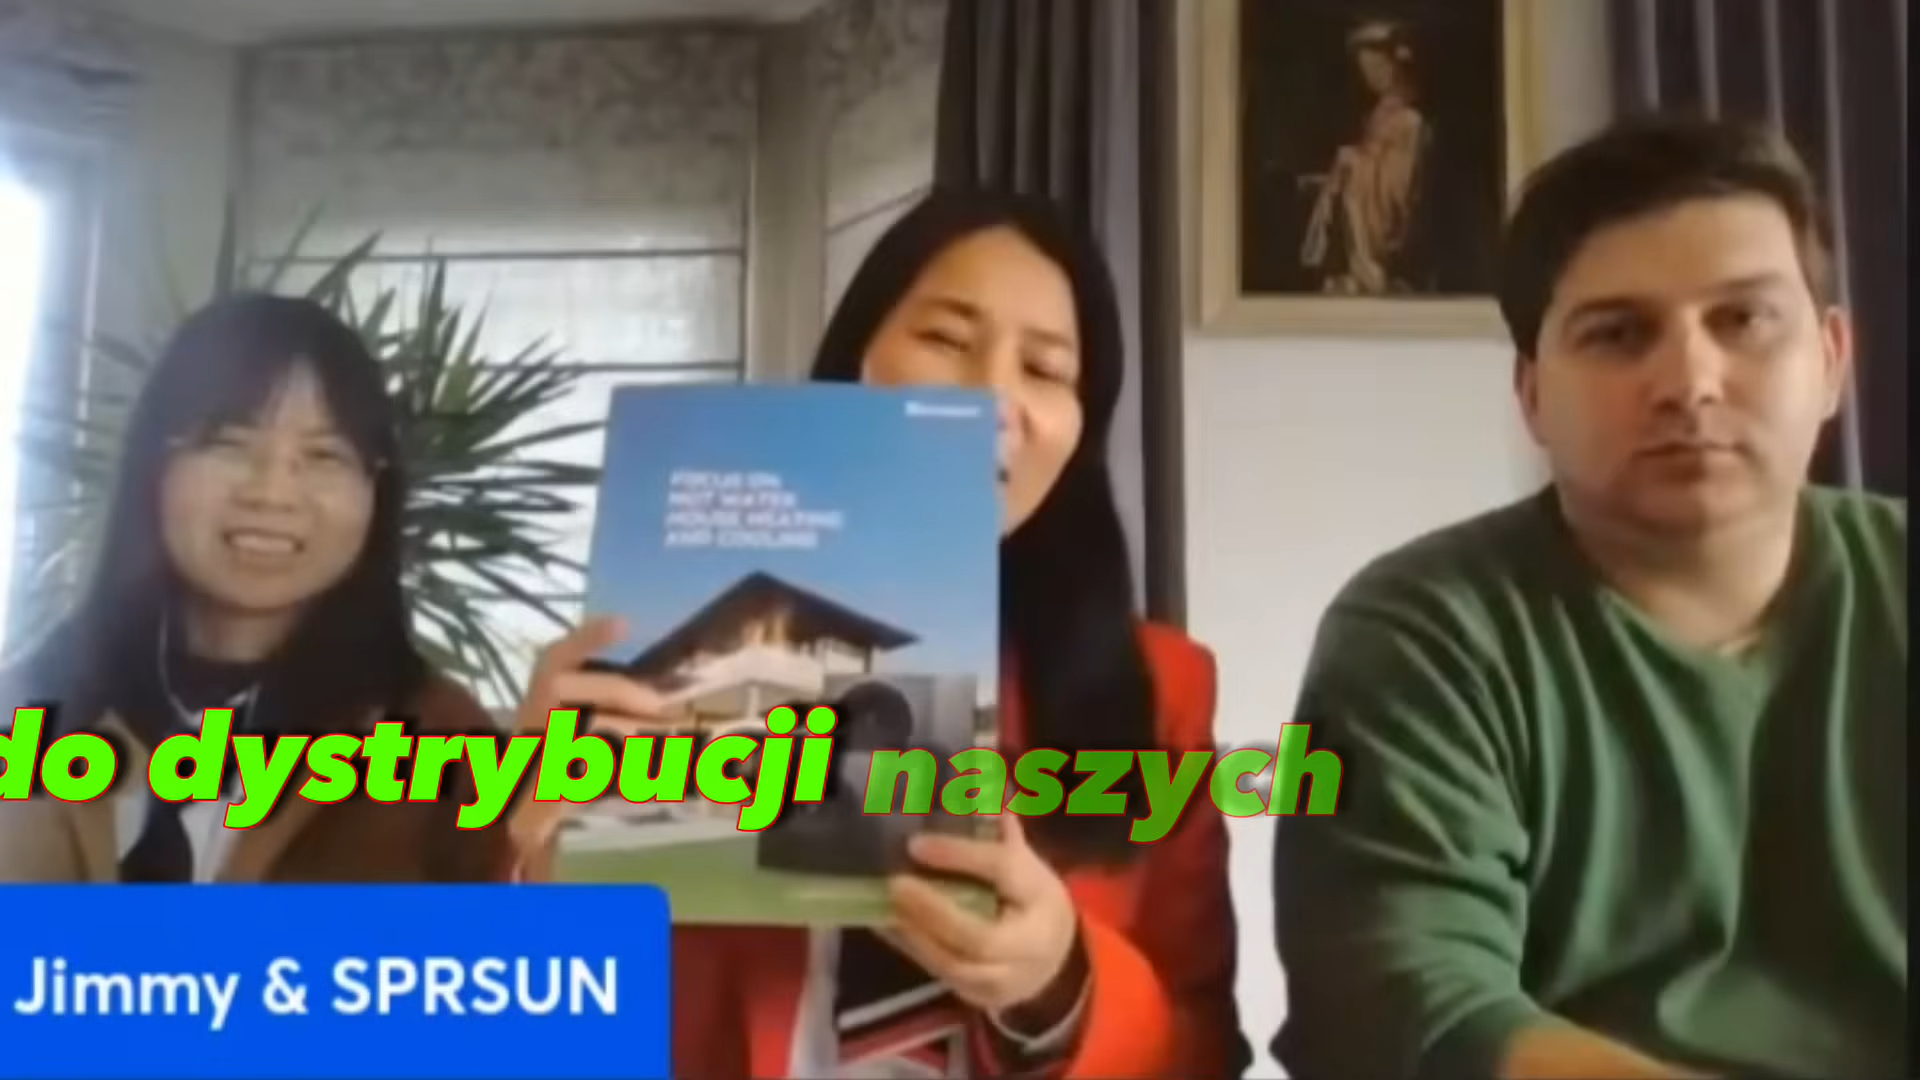 FOCUS ON
HOT WATER
HOUSE HEATING
AND COOLING
do dystrybucji naszych
Jimmy & SPRSUN